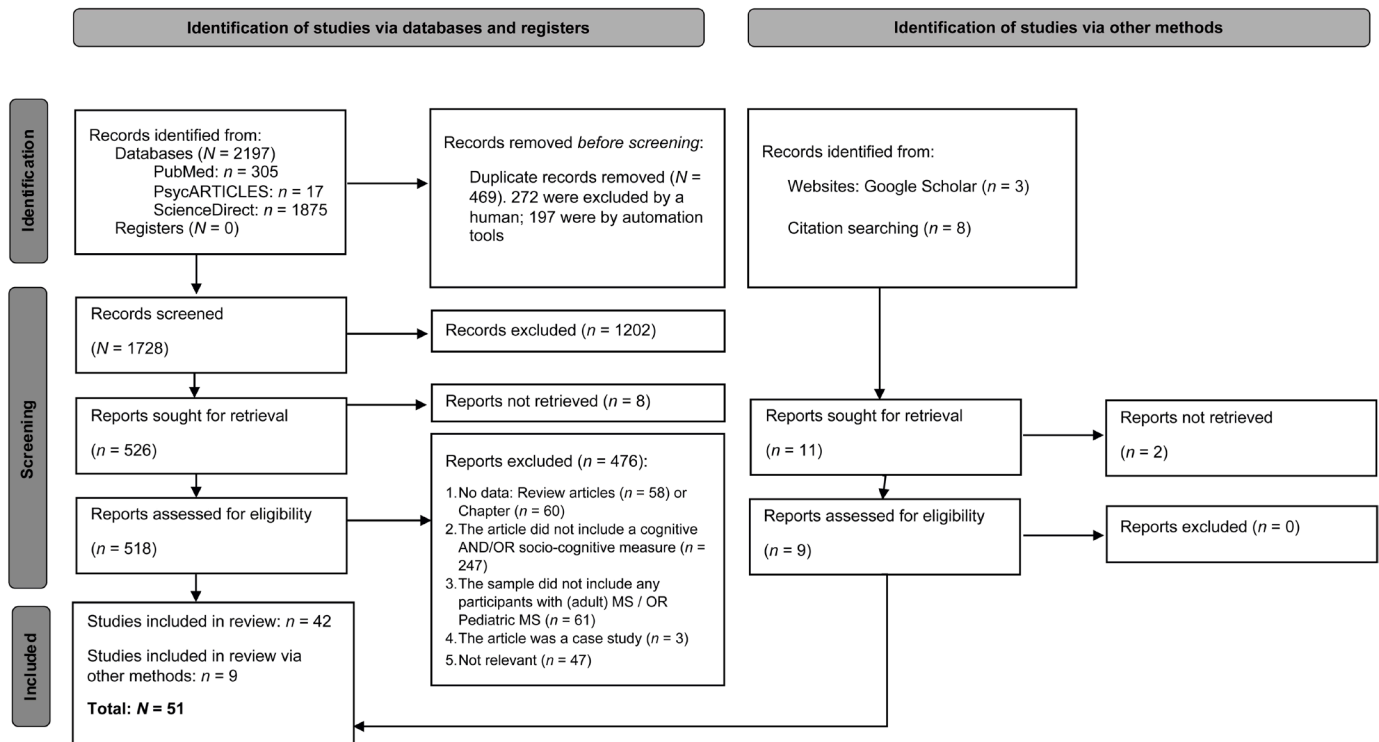 Identification of studies via databases and registers
Identification of studies via other methods
Identification
Records identified from:
Databases (N = 2197)
PubMed: n = 305
PsycARTICLES: n = 17
ScienceDirect: n = 1875
Registers (N = 0)
Records removed before screening:
Duplicate records removed (N =
469). 272 were excluded by a
human; 197 were by automation
tools
Records identified from:
Websites: Google Scholar (n = 3)
Citation searching (n = 8)
Screening
Records screened
(N = 1728)
Records excluded (n = 1202)
Reports sought for retrieval
(n = 526)
Reports not retrieved (n = 8)
Reports sought for retrieval
(n = 11)
Reports not retrieved
(n = 2)
Reports assessed for eligibility
(n = 518)
Reports excluded (n = 476):
1.No data: Review articles (n = 58) or
Chapter (n = 60)
2.The article did not include a cognitive
AND/OR socio-cognitive measure (n =
247)
3.The sample did not include any
participants with (adult) MS / OR
Pediatric MS (n = 61)
4.The article was a case study (n = 3)
5.Not relevant (n = 47)
Reports assessed for eligibility
(n = 9)
Reports excluded (n = 0)
Included
Studies included in review: n = 42
Studies included in review via
other methods: n = 9
Total: N = 51